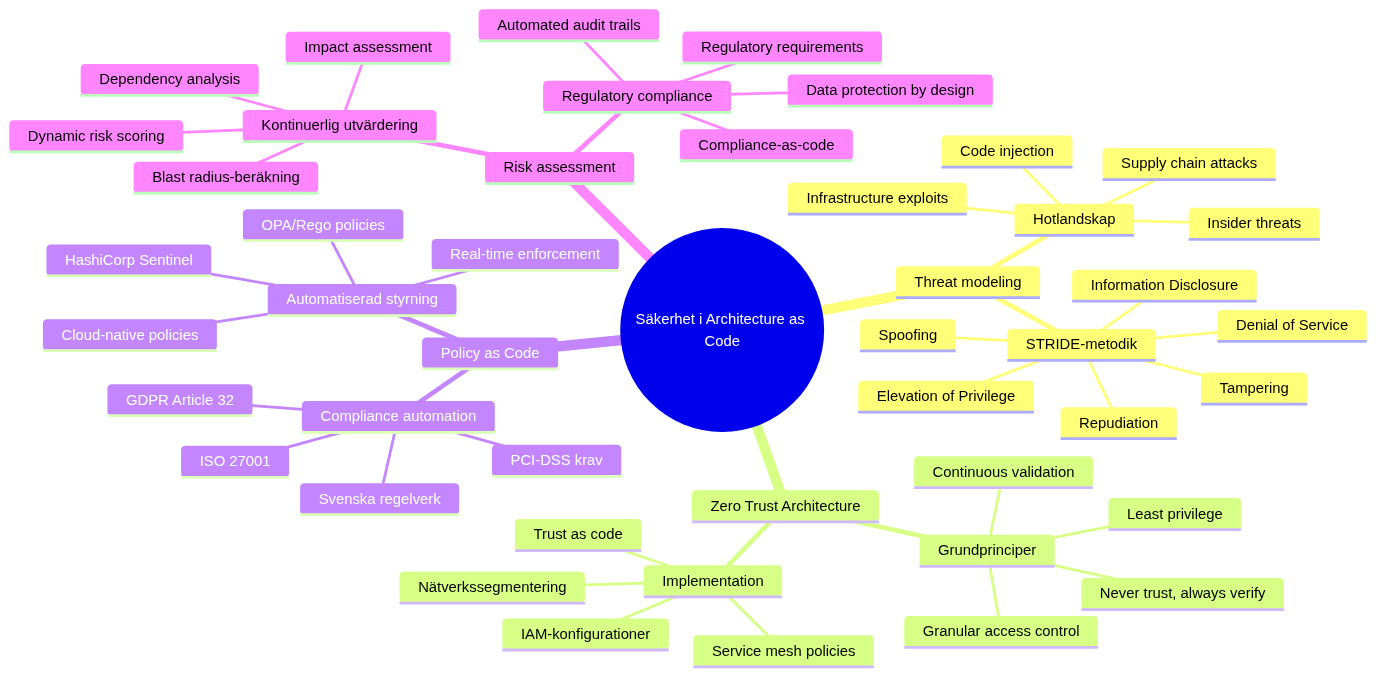 Automated audit trails
Impact assessment
Regulatory requirements
Dependency analysis
Data protection by design
Regulatory compliance
Kontinuerlig utvärdering
Dynamic risk scoring
Compliance-as-code
Risk assessment
Blast radius-beräkning
Code injection
Supply chain attacks
Infrastructure exploits
Hotlandskap
Insider threats
OPA/Rego policies
HashiCorp Sentinel
Real-time enforcement
Automatiserad styrning
Cloud-native policies
Policy as Code
GDPR Article 32
Compliance automation
ISO 27001
PCI-DSS krav
Svenska regelverk
Säkerhet i Architecture as
Code
Threat modeling
Information Disclosure
Spoofing
Denial of Service
STRIDE-metodik
Elevation of Privilege
Tampering
Repudiation
Zero Trust Architecture
Continuous validation
Least privilege
Grundprinciper
Never trust, always verify
Granular access control
Trust as code
Implementation
Nätverkssegmentering
IAM-konfigurationer
Service mesh policies